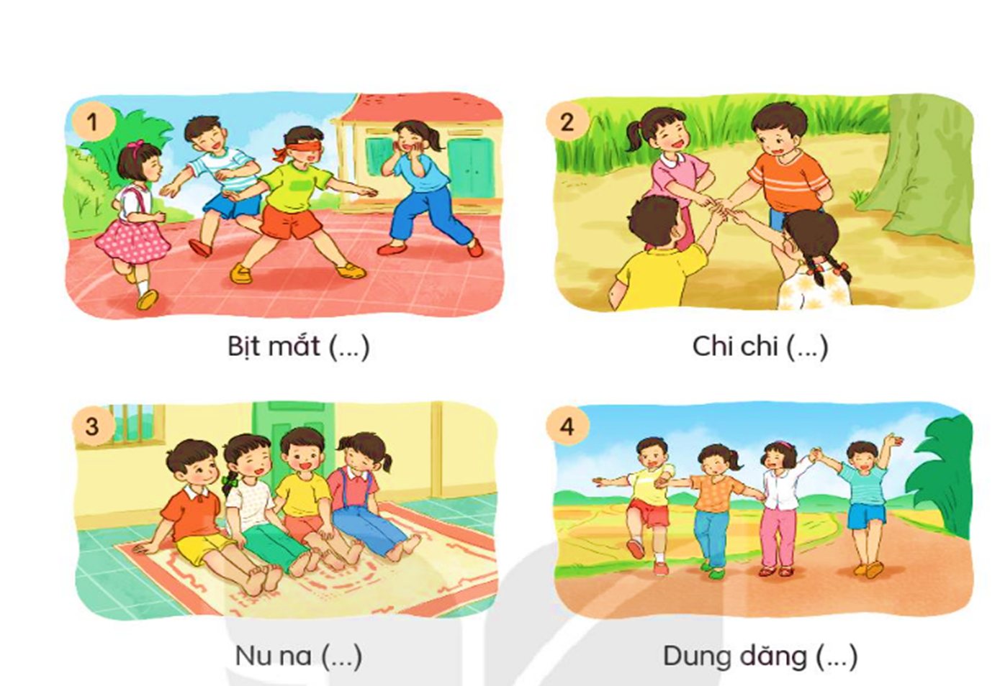 1
2
Bịt mắt (...)
Chi chi (...)
3
4
Nu na (...)
Dung dăng (...)